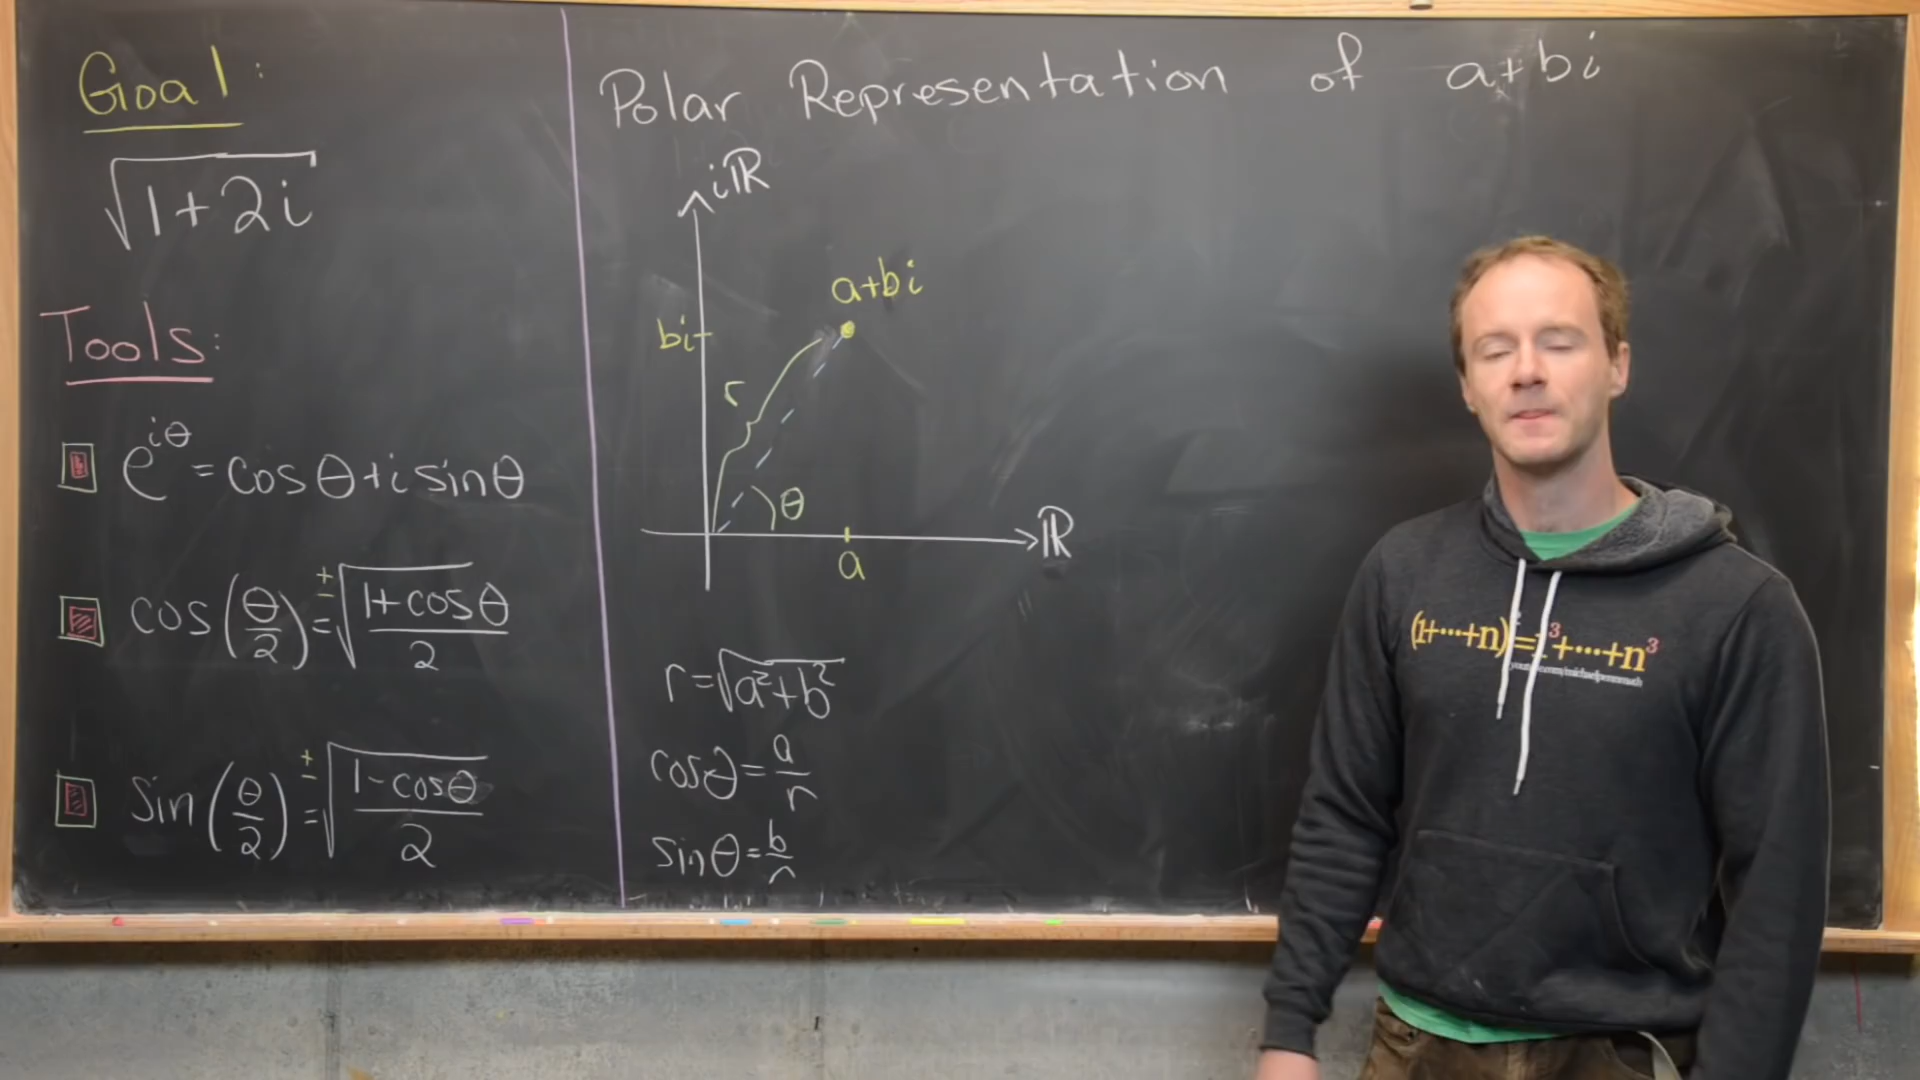 Goal:
√1+2i
Tools:
e^iθ = cosθ + i sinθ
cos(θ/2) = ±√(1+cosθ)/2
sin(θ/2) = ±√(1-cosθ)/2
Polar Representation of a+bi
iℝ
a+bi
bi
r
θ
ℝ
a
r=√a²+b²
cosθ = a/r
sinθ = b/r
(1+···+n)²=1³+···+n³